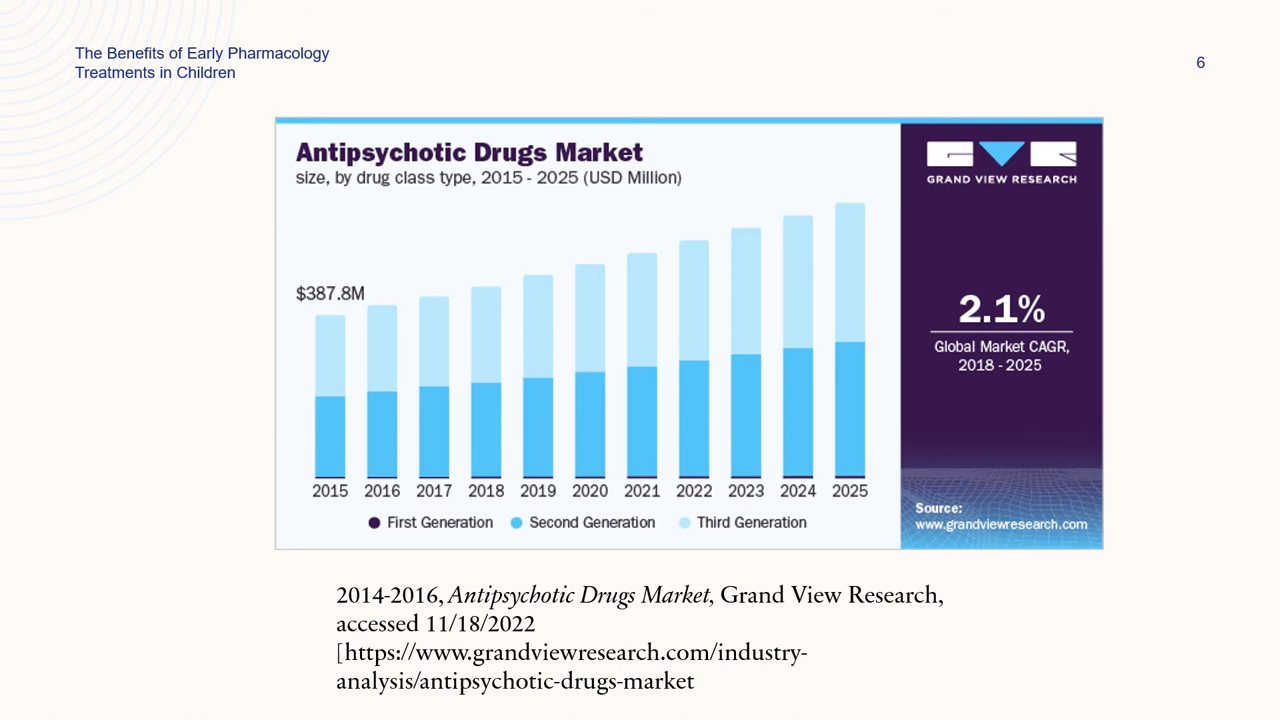 The Benefits of Early Pharmacology
Treatments in Children
6
Antipsychotic Drugs Market
size, by drug class type, 2015 - 2025 (USD Million)
$387.8M
2015 2016 2017 2018 2019 2020 2021 2022 2023 2024 2025
First Generation Second Generation Third Generation
GRAND VIEW RESEARCH
2.1%
Global Market CAGR,
2018 - 2025
Source:
www.grandviewresearch.com
2014-2016, Antipsychotic Drugs Market, Grand View Research,
accessed 11/18/2022
[https://www.grandviewresearch.com/industry-
analysis/antipsychotic-drugs-market